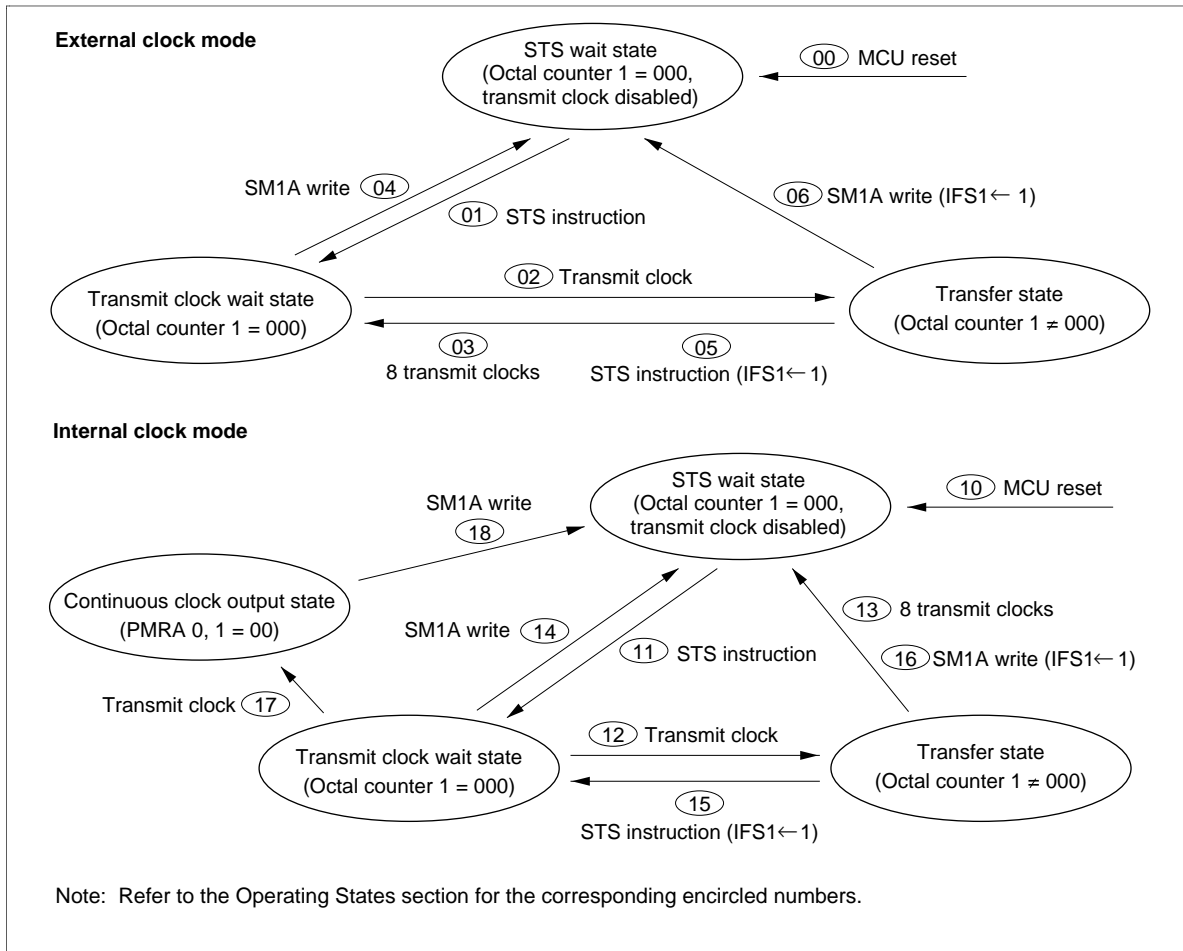 External clock mode
STS wait state
(Octal counter 1 = 000,
transmit clock disabled)
00 MCU reset
SM1A write 04
01 STS instruction
06 SM1A write (IFS1← 1)
Transmit clock wait state
(Octal counter 1 = 000)
02 Transmit clock
Transfer state
(Octal counter 1 ≠ 000)
03
8 transmit clocks
05
STS instruction (IFS1← 1)
Internal clock mode
STS wait state
(Octal counter 1 = 000,
transmit clock disabled)
10 MCU reset
SM1A write
18
Continuous clock output state
(PMRA 0, 1 = 00)
SM1A write 14
11 STS instruction
13 8 transmit clocks
16 SM1A write (IFS1← 1)
Transmit clock 17
Transmit clock wait state
(Octal counter 1 = 000)
12 Transmit clock
Transfer state
(Octal counter 1 ≠ 000)
15
STS instruction (IFS1←1)
Note: Refer to the Operating States section for the corresponding encircled numbers.